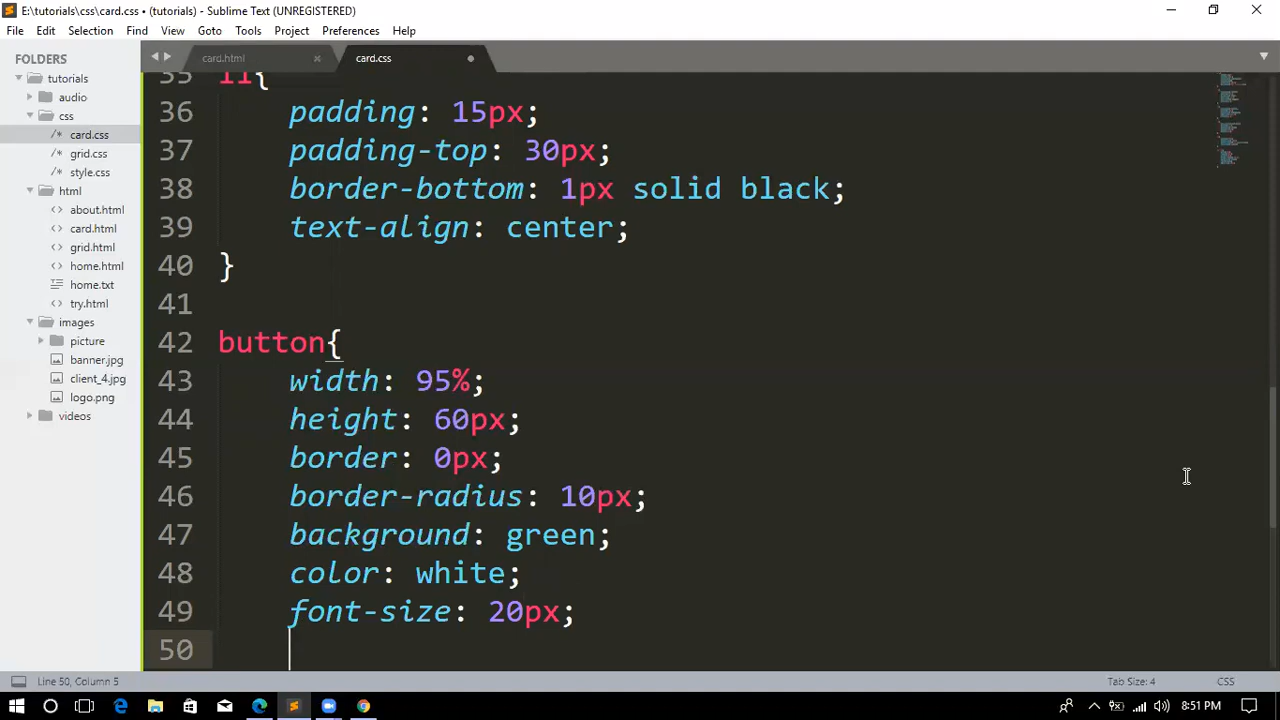 E:\tutorials\css\card.css • (tutorials) - Sublime Text (UNREGISTERED)
File Edit Selection Find View Goto Tools Project Preferences Help
FOLDERS
tutorials
audio
css
/* card.css
/* grid.css
/* style.css
html
<> about.html
<> card.html
<> grid.html
<> home.html
home.txt
<> try.html
images
picture
banner.jpg
client_4.jpg
logo.png
videos
card.html × card.css
35 li{
36 padding: 15px;
37 padding-top: 30px;
38 border-bottom: 1px solid black;
39 text-align: center;
40 }
41
42 button{
43 width: 95%;
44 height: 60px;
45 border: 0px;
46 border-radius: 10px;
47 background: green;
48 color: white;
49 font-size: 20px;
50
Line 50, Column 5 Tab Size: 4 CSS
8:51 PM